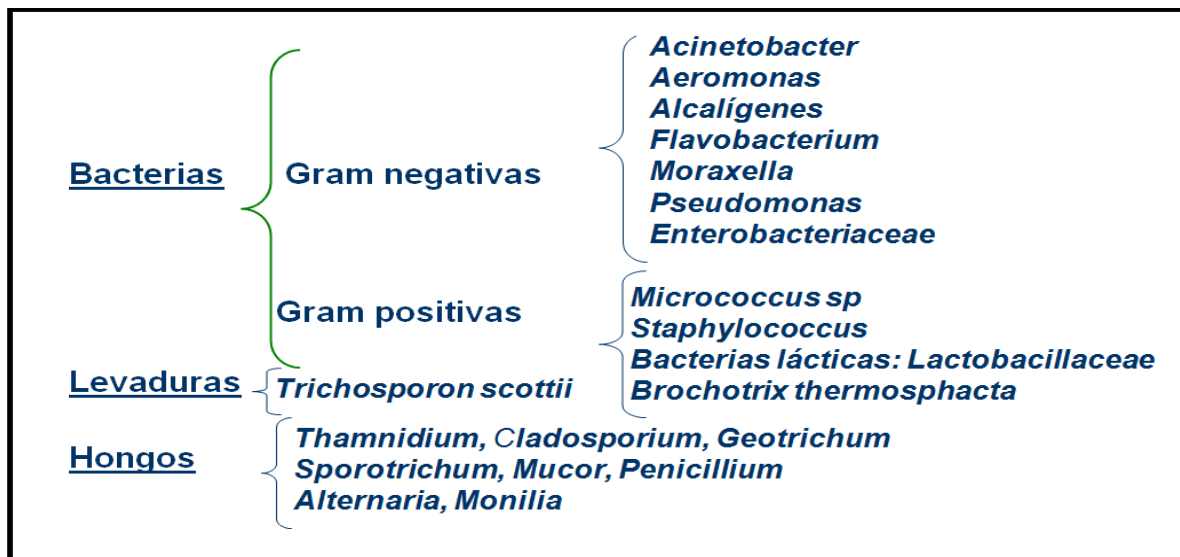 Bacterias
Gram negativas
Acinetobacter
Aeromonas
Alcalígenes
Flavobacterium
Moraxella
Pseudomonas
Enterobacteriaceae
Gram positivas
Micrococcus sp
Staphylococcus
Bacterias lácticas: Lactobacillaceae
Brochotrix thermosphacta
Levaduras
Trichosporon scottii
Hongos
Thamnidium, Cladosporium, Geotrichum
Sporotrichum, Mucor, Penicillium
Alternaria, Monilia